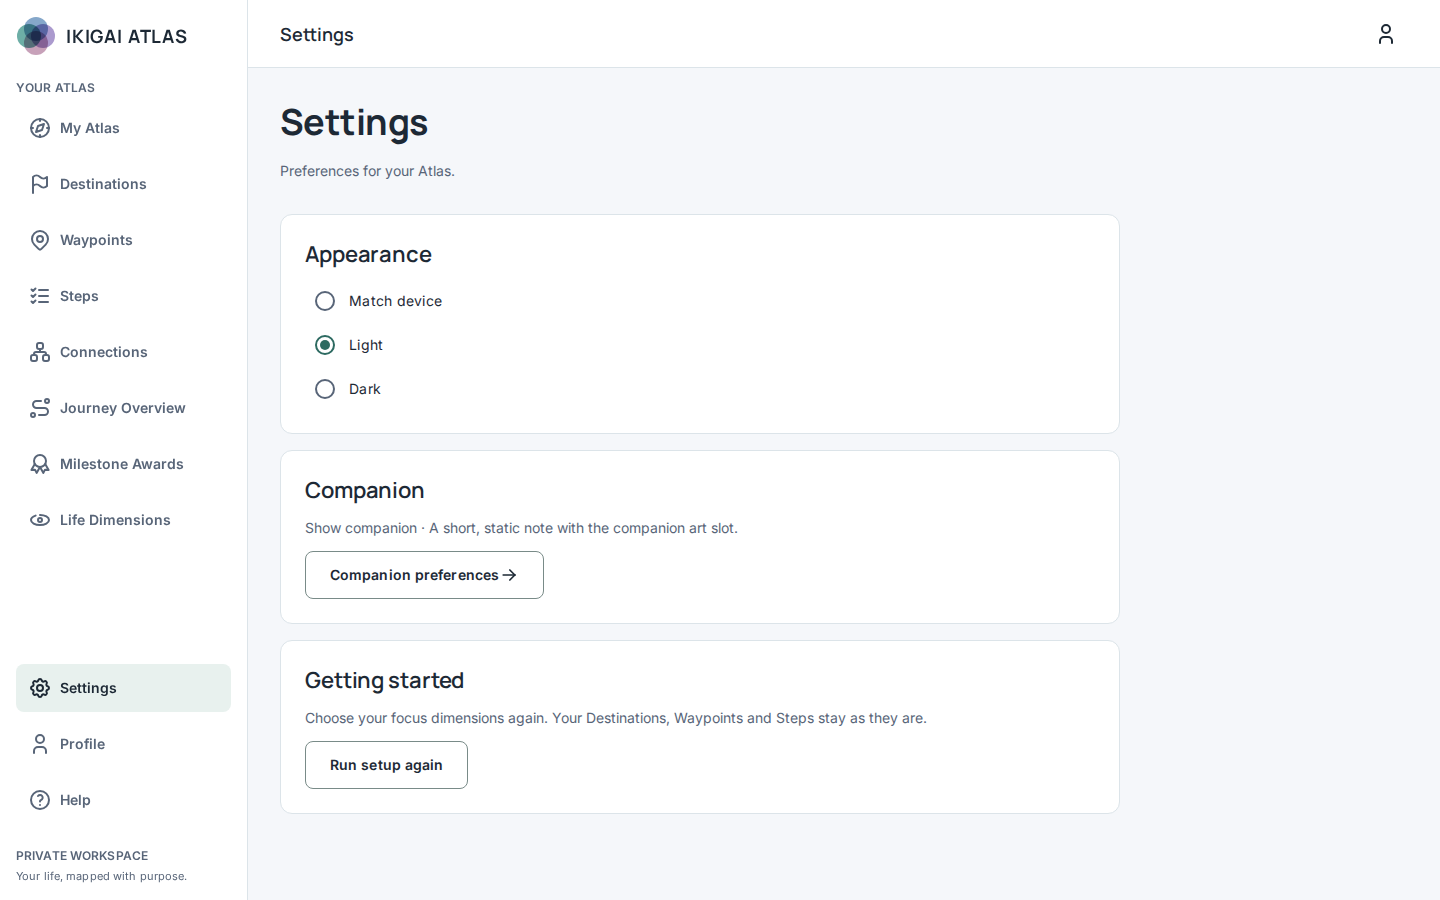 IKIGAI ATLAS
YOUR ATLAS
My Atlas
Destinations
Waypoints
Steps
Connections
Journey Overview
Milestone Awards
Life Dimensions
Settings
Profile
Help
PRIVATE WORKSPACE
Your life, mapped with purpose.
Settings
Settings
Preferences for your Atlas.
Appearance
Match device
Light
Dark
Companion
Show companion · A short, static note with the companion art slot.
Companion preferences
Getting started
Choose your focus dimensions again. Your Destinations, Waypoints and Steps stay as they are.
Run setup again